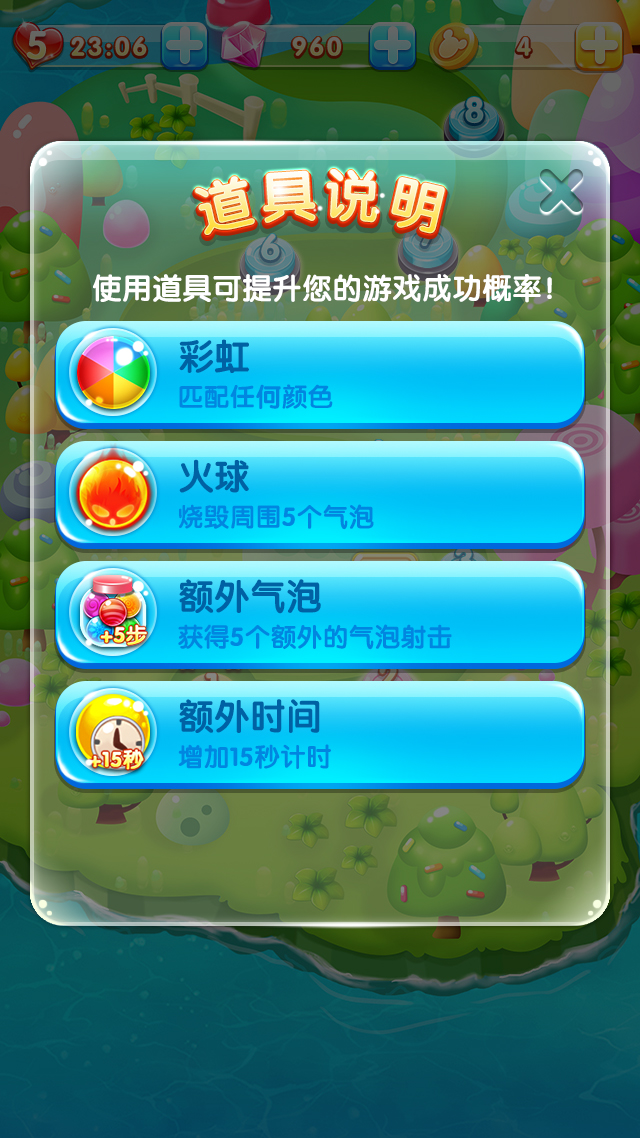 5 23:06 960 4
8
道具说明
6 7
使用道具可提升您的游戏成功概率！
彩虹
匹配任何颜色
火球
烧毁周围5个气泡
额外气泡
获得5个额外的气泡射击
+5步
额外时间
增加15秒计时
+15秒